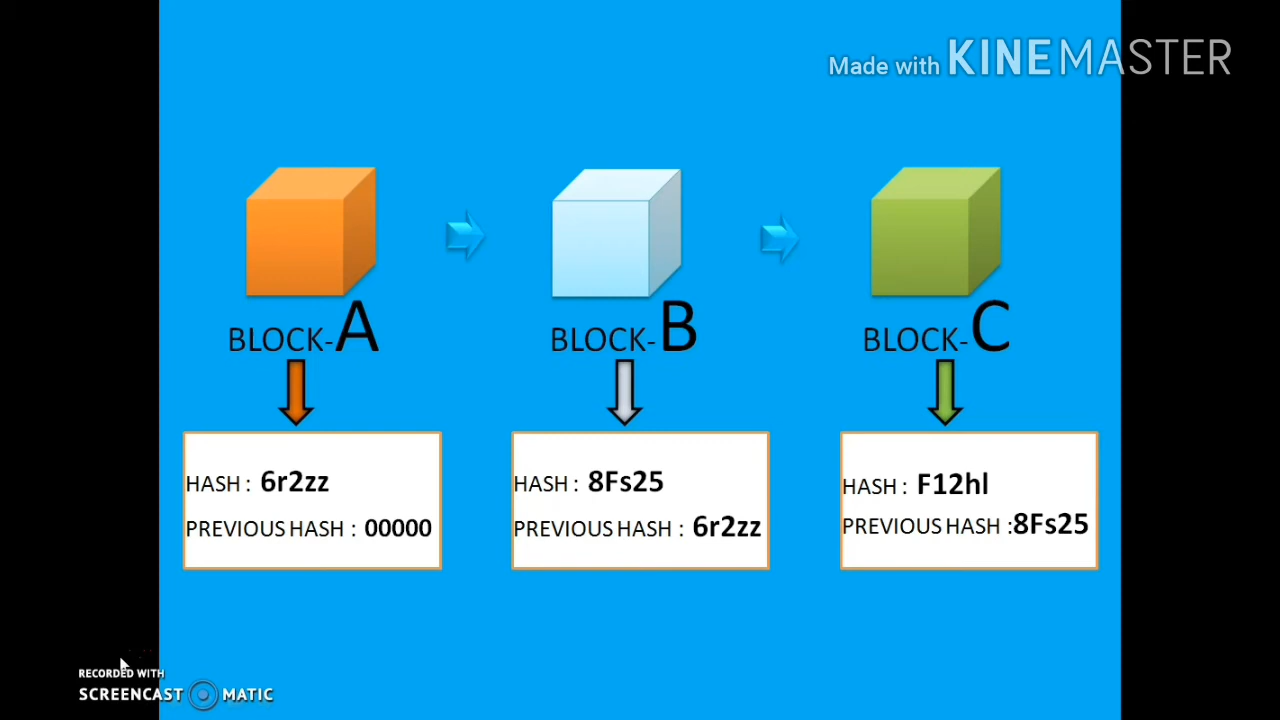 Made with KINEMASTER
BLOCK-A
BLOCK-B
BLOCK-C
HASH : 6r2zz
PREVIOUS HASH : 00000
HASH : 8Fs25
PREVIOUS HASH : 6r2zz
HASH : F12hl
PREVIOUS HASH :8Fs25
RECORDED WITH
SCREENCAST MATIC